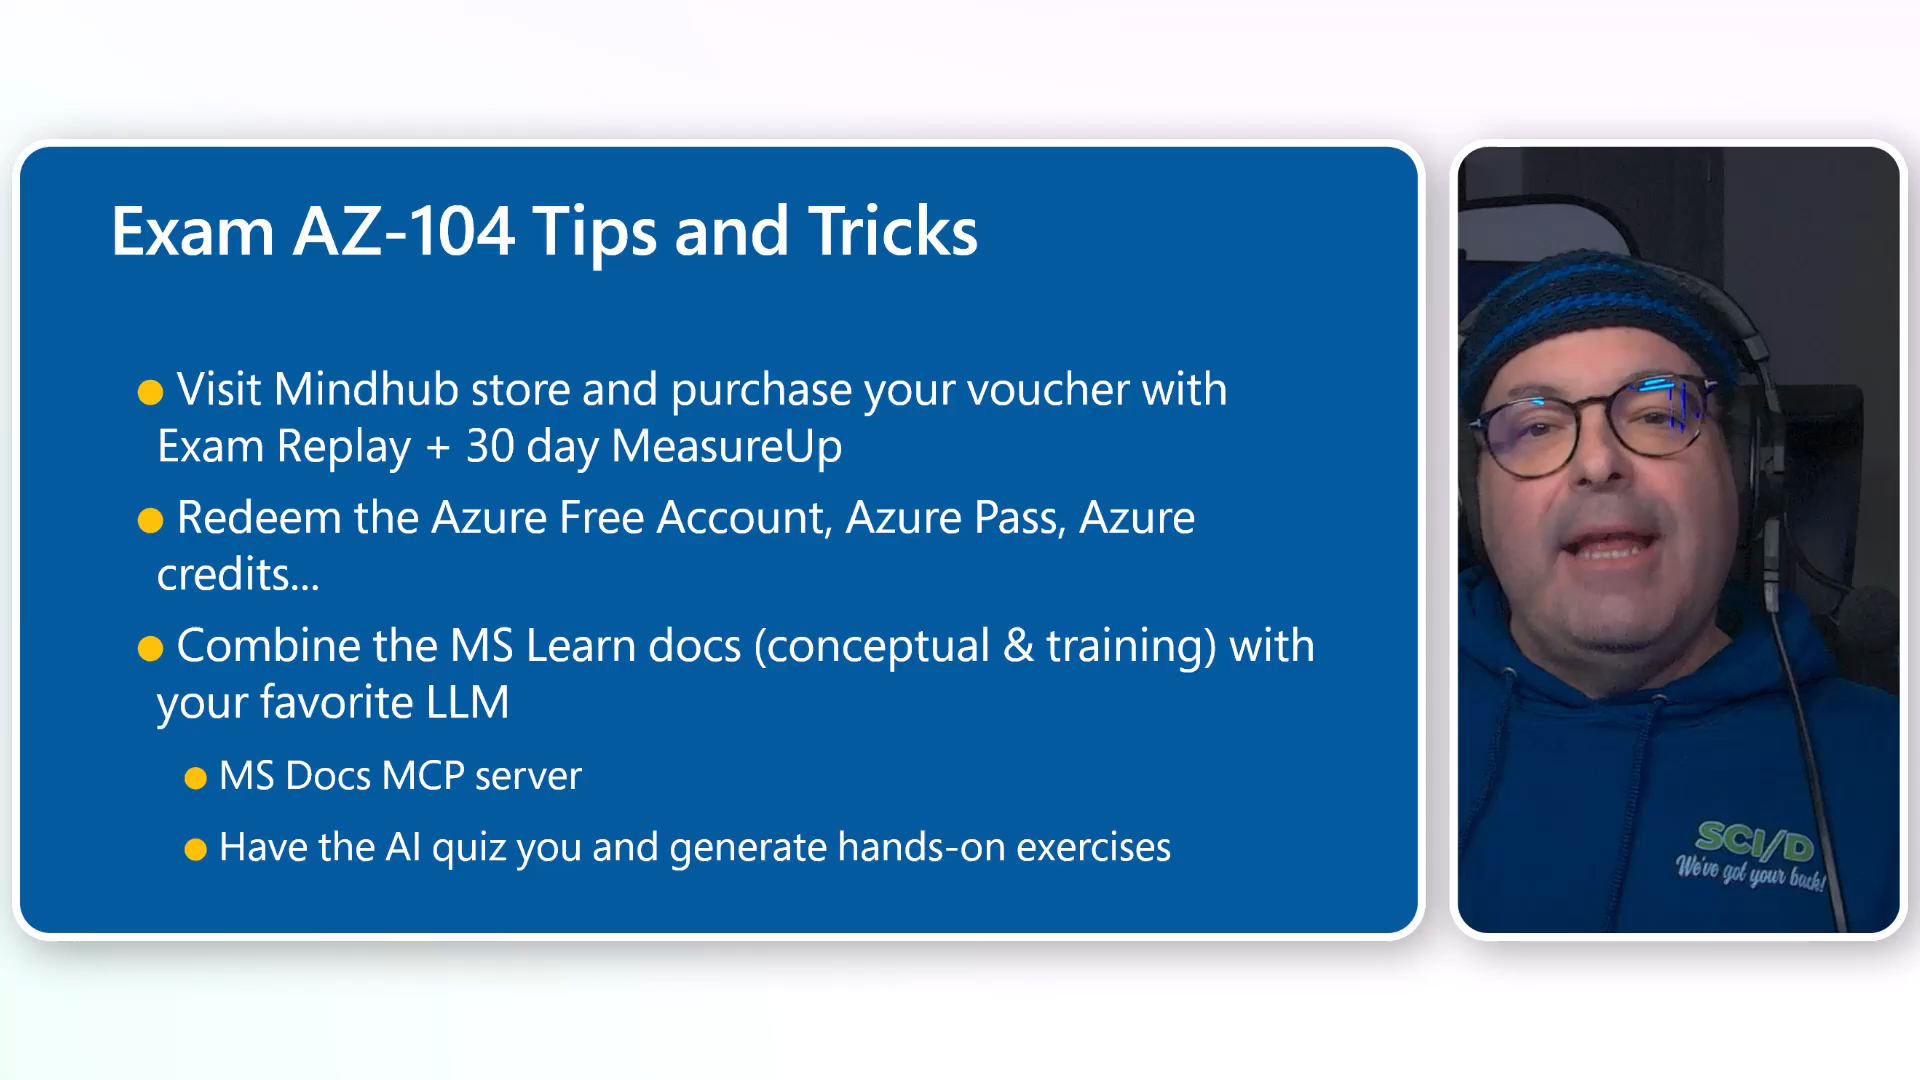 Exam AZ-104 Tips and Tricks
Visit Mindhub store and purchase your voucher with
Exam Replay + 30 day MeasureUp
Redeem the Azure Free Account, Azure Pass, Azure
credits...
Combine the MS Learn docs (conceptual & training) with
your favorite LLM
MS Docs MCP server
Have the AI quiz you and generate hands-on exercises
SCI/D
We've got your back!